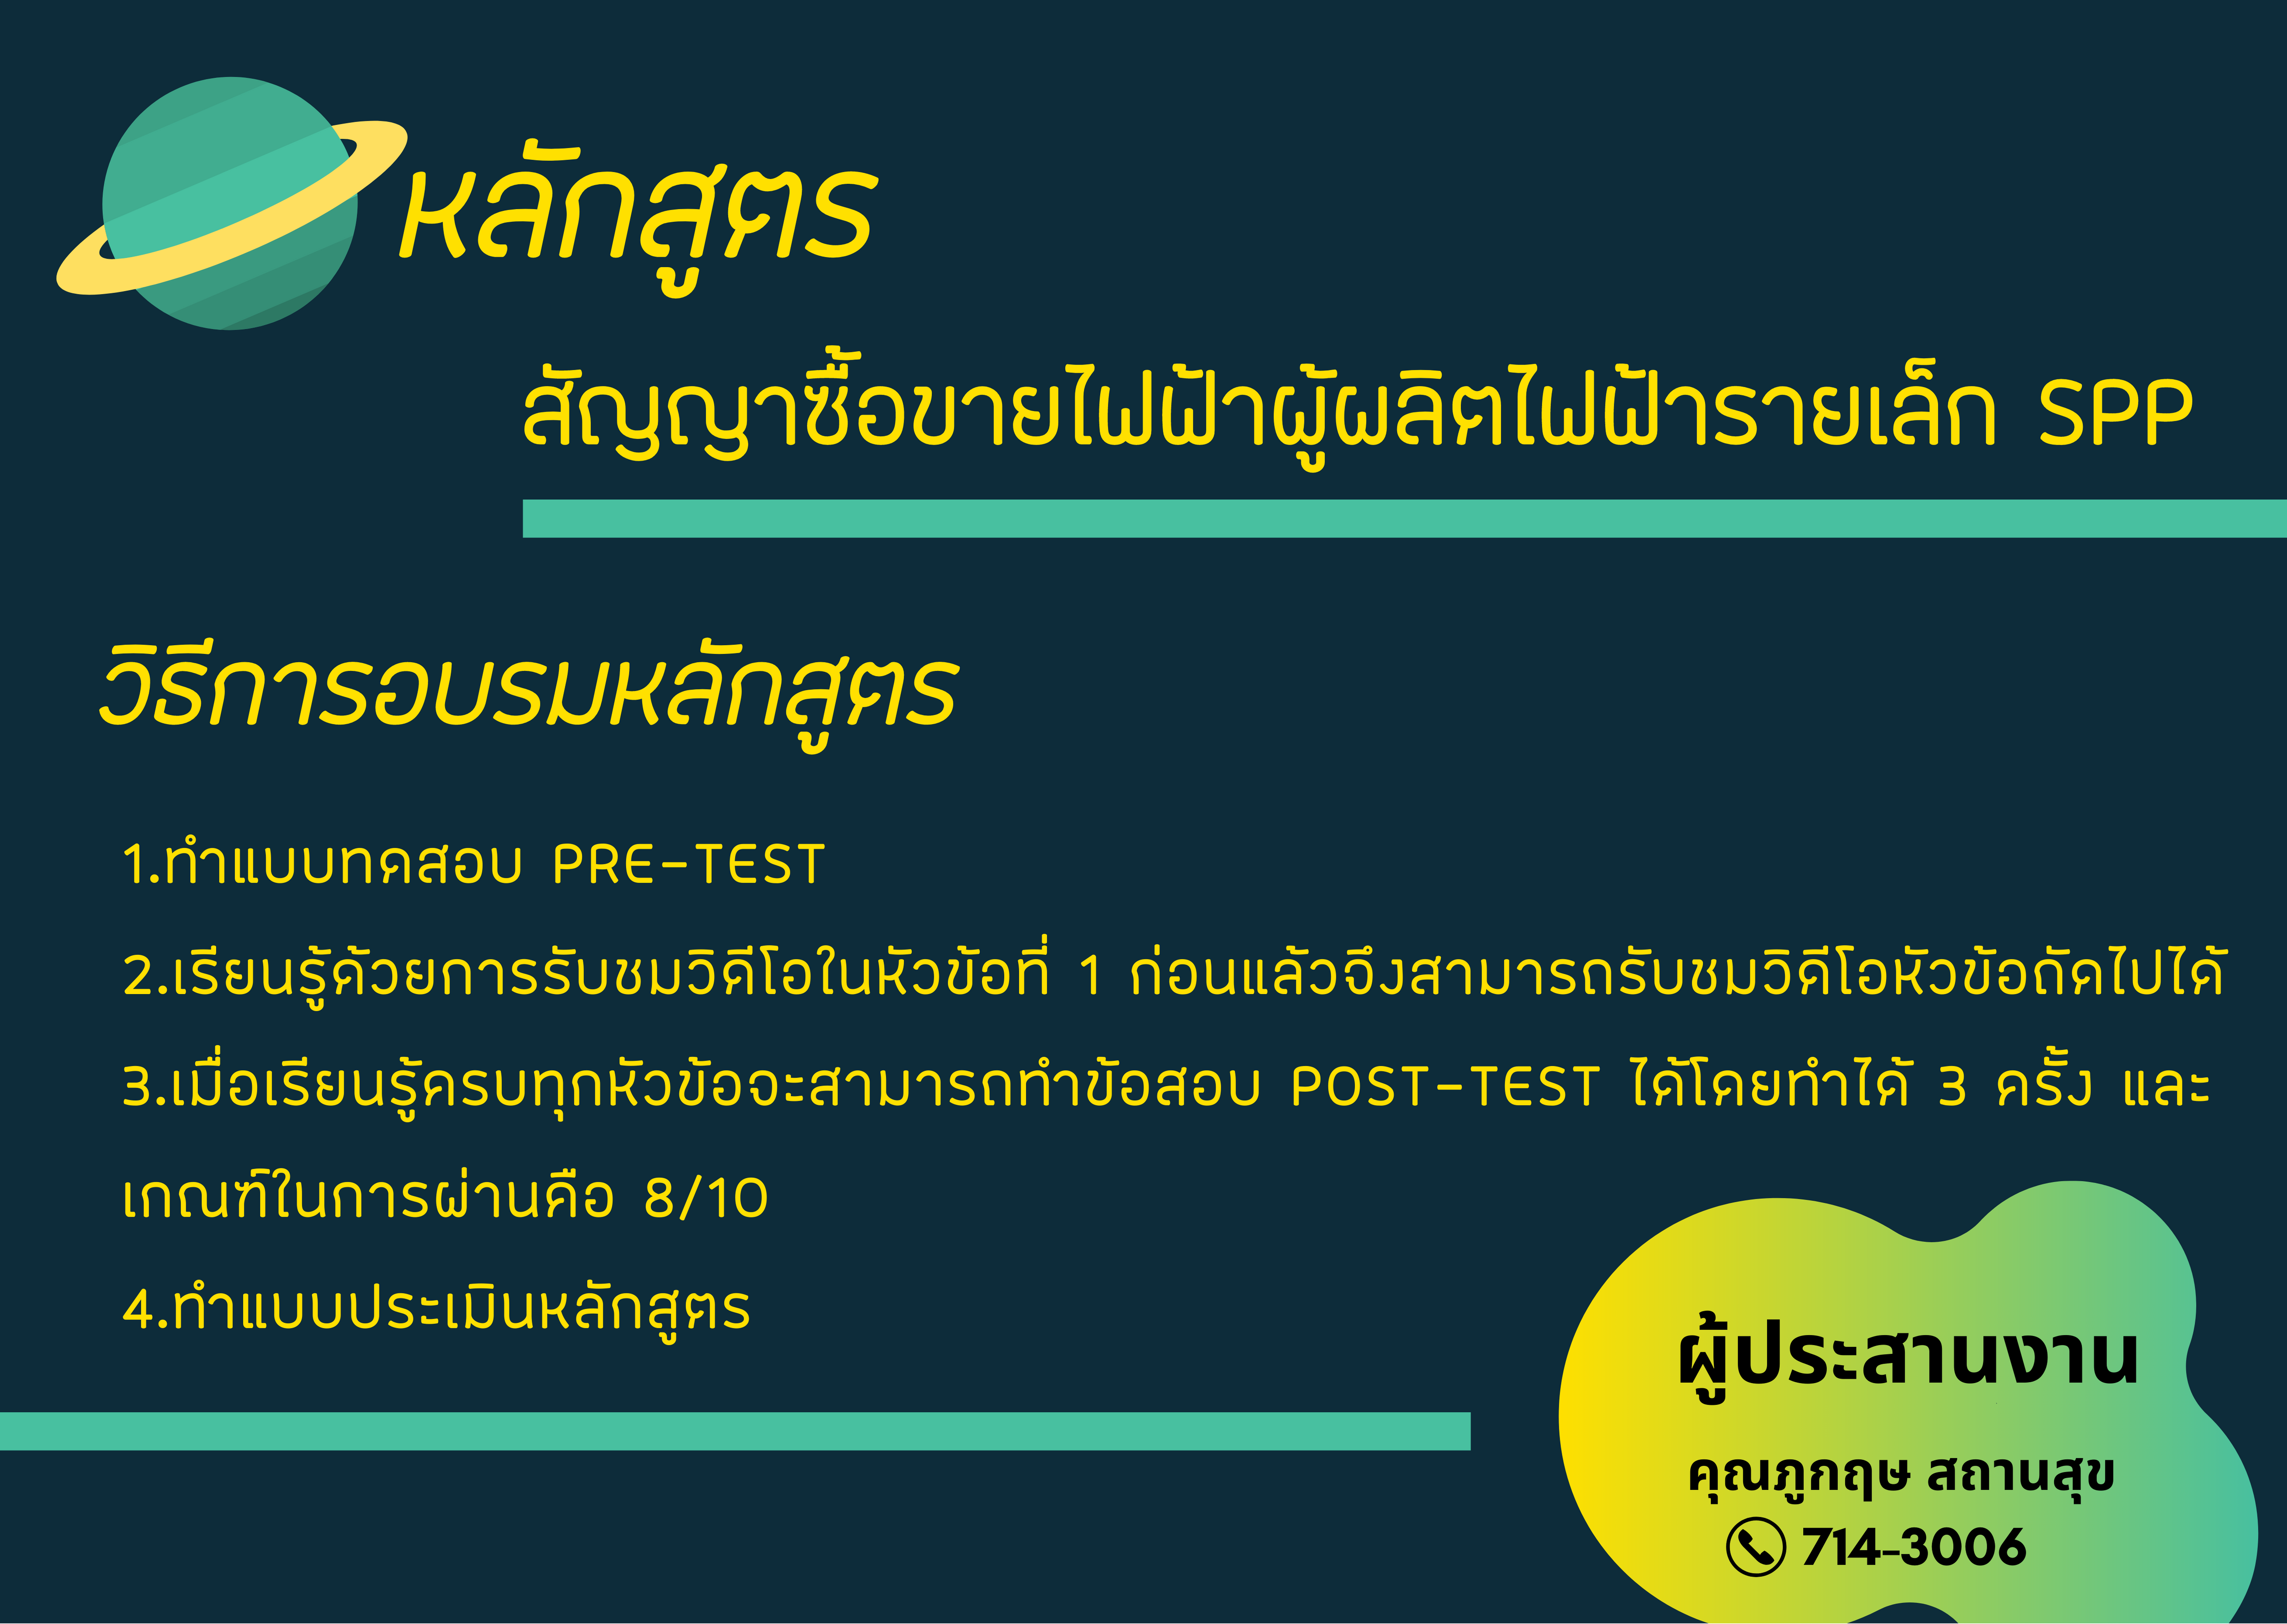 หลักสูตร
สัญญาซื้อขายไฟฟ้าผู้ผลิตไฟฟ้ารายเล็ก SPP
วิธีการอบรมหลักสูตร
1.ทำแบบทดสอบ PRE-TEST
2.เรียนรู้ด้วยการรับชมวิดีโอในหัวข้อที่ 1 ก่อนแล้วจึงสามารถรับชมวิดีโอหัวข้อถัดไปได้
3.เมื่อเรียนรู้ครบทุกหัวข้อจะสามารถทำข้อสอบ POST-TEST ได้โดยทำได้ 3 ครั้ง และ
เกณฑ์ในการผ่านคือ 8/10
4.ทำแบบประเมินหลักสูตร
ผู้ประสานงาน
คุณภูกฤษ สถานสุข
714-3006